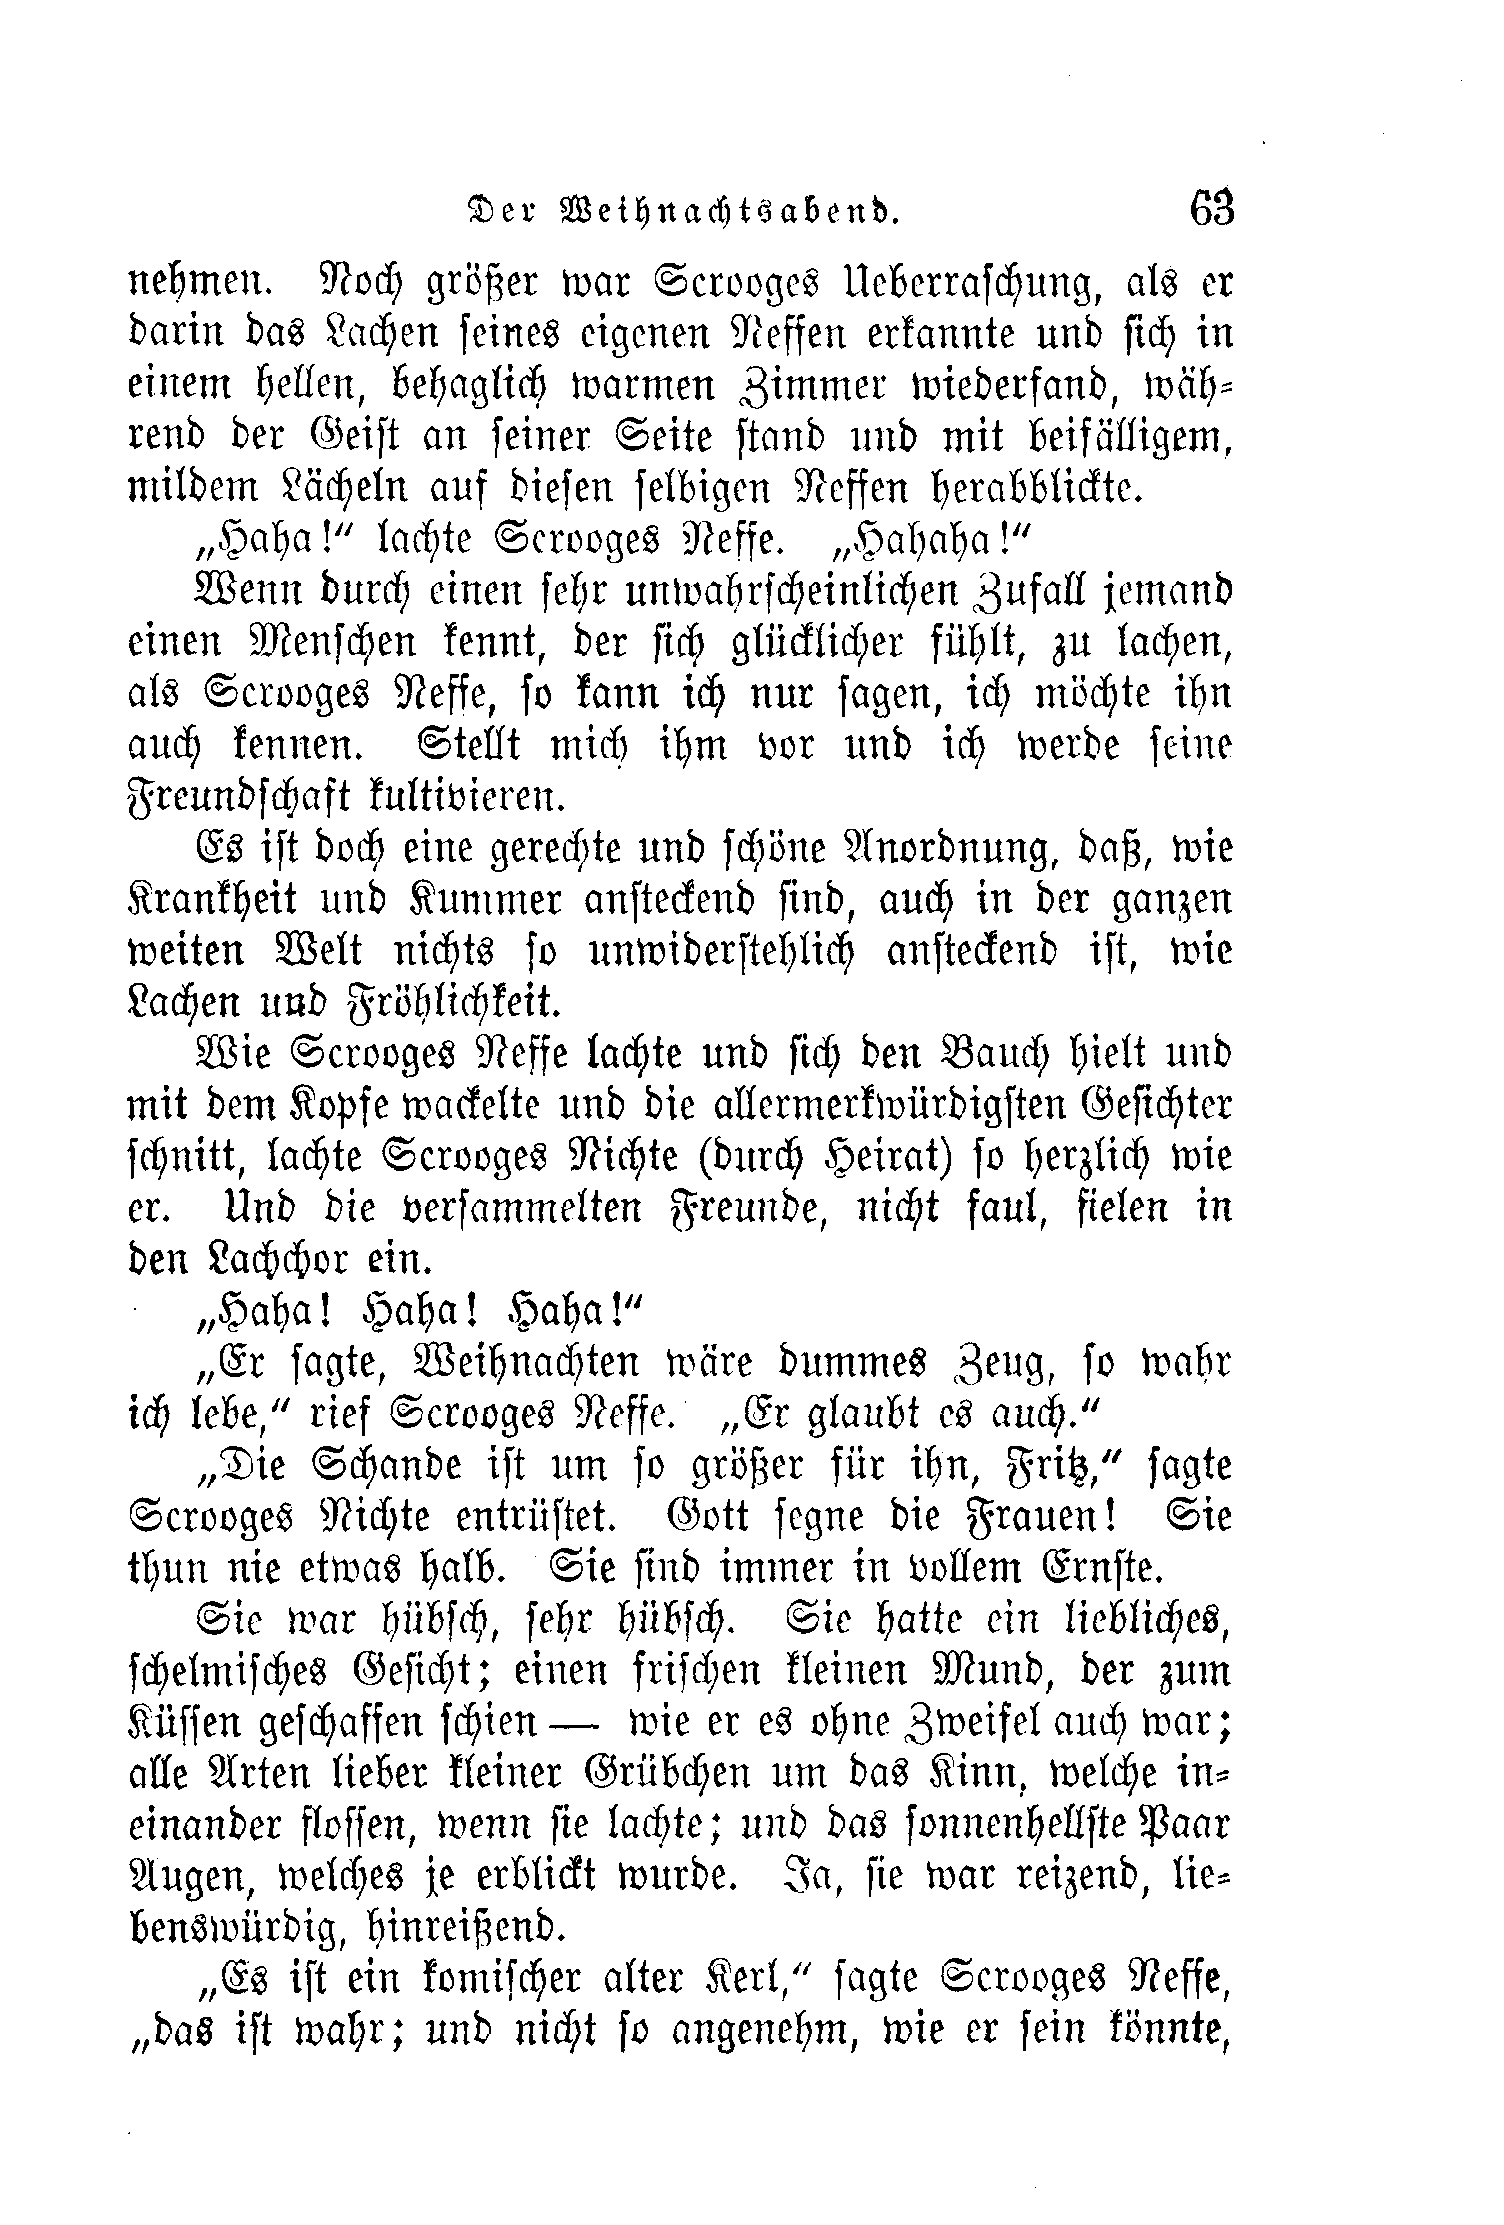 Der Weihnachtsabend. 63
nehmen. Noch größer war Scrooges Ueberraschung, als er
darin das Lachen seines eigenen Neffen erkannte und sich in
einem hellen, behaglich warmen Zimmer wiederfand, wäh-
rend der Geist an seiner Seite stand und mit beifälligem,
mildem Lächeln auf diesen selbigen Neffen herabblickte.
„Haha!“ lachte Scrooges Neffe. „Hahaha!“
Wenn durch einen sehr unwahrscheinlichen Zufall jemand
einen Menschen kennt, der sich glücklicher fühlt, zu lachen,
als Scrooges Neffe, so kann ich nur sagen, ich möchte ihn
auch kennen. Stellt mich ihm vor und ich werde seine
Freundschaft kultivieren.
Es ist doch eine gerechte und schöne Anordnung, daß, wie
Krankheit und Kummer ansteckend sind, auch in der ganzen
weiten Welt nichts so unwiderstehlich ansteckend ist, wie
Lachen und Fröhlichkeit.
Wie Scrooges Neffe lachte und sich den Bauch hielt und
mit dem Kopfe wackelte und die allermerkwürdigsten Gesichter
schnitt, lachte Scrooges Nichte (durch Heirat) so herzlich wie
er. Und die versammelten Freunde, nicht faul, fielen in
den Lachchor ein.
„Haha! Haha! Haha!“
„Er sagte, Weihnachten wäre dummes Zeug, so wahr
ich lebe,“ rief Scrooges Neffe. „Er glaubt es auch.“
„Die Schande ist um so größer für ihn, Fritz,“ sagte
Scrooges Nichte entrüstet. Gott segne die Frauen! Sie
thun nie etwas halb. Sie sind immer in vollem Ernste.
Sie war hübsch, sehr hübsch. Sie hatte ein liebliches,
schelmisches Gesicht; einen frischen kleinen Mund, der zum
Küssen geschaffen schien — wie er es ohne Zweifel auch war;
alle Arten lieber kleiner Grübchen um das Kinn, welche in-
einander flossen, wenn sie lachte; und das sonnenhellste Paar
Augen, welches je erblickt wurde. Ja, sie war reizend, lie-
benswürdig, hinreißend.
„Es ist ein komischer alter Kerl,“ sagte Scrooges Neffe,
„das ist wahr; und nicht so angenehm, wie er sein könnte,